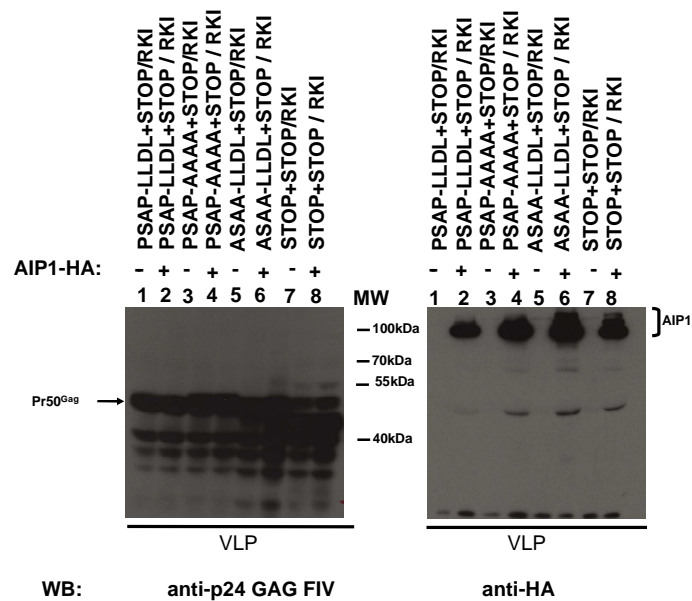 PSAP-LLDL+STOP/RKI
PSAP-LLDL+STOP / RKI
PSAP-AAAA+STOP/RKI
PSAP-AAAA+STOP / RKI
ASAA-LLDL+STOP/RKI
ASAA-LLDL+STOP / RKI
STOP+STOP/RKI
STOP+STOP / RKI
PSAP-LLDL+STOP/RKI
PSAP-LLDL+STOP / RKI
PSAP-AAAA+STOP/RKI
PSAP-AAAA+STOP / RKI
ASAA-LLDL+STOP/RKI
ASAA-LLDL+STOP / RKI
STOP+STOP/RKI
STOP+STOP / RKI
AIP1-HA: - + - + - + - + - + - + - + - +
1 2 3 4 5 6 7 8 MW 1 2 3 4 5 6 7 8
100kDa
70kDa
55kDa
40kDa
AIP1
Pr50Gag
VLP
VLP
WB: anti-p24 GAG FIV anti-HA